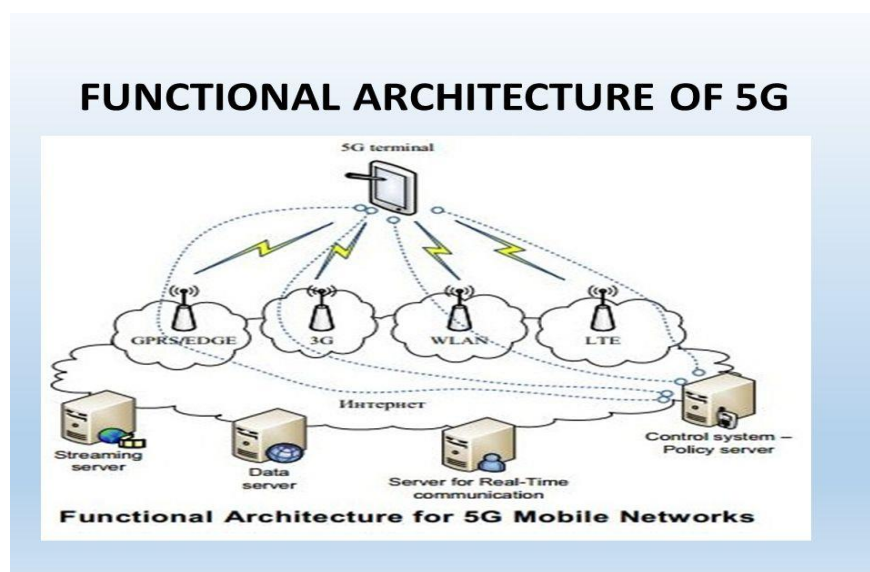 FUNCTIONAL ARCHITECTURE OF 5G
5G terminal
GPRS/EDGE
3G
WLAN
LTE
Интернет
Streaming
server
Data
server
Server for Real-Time
communication
Control system –
Policy server
Functional Architecture for 5G Mobile Networks